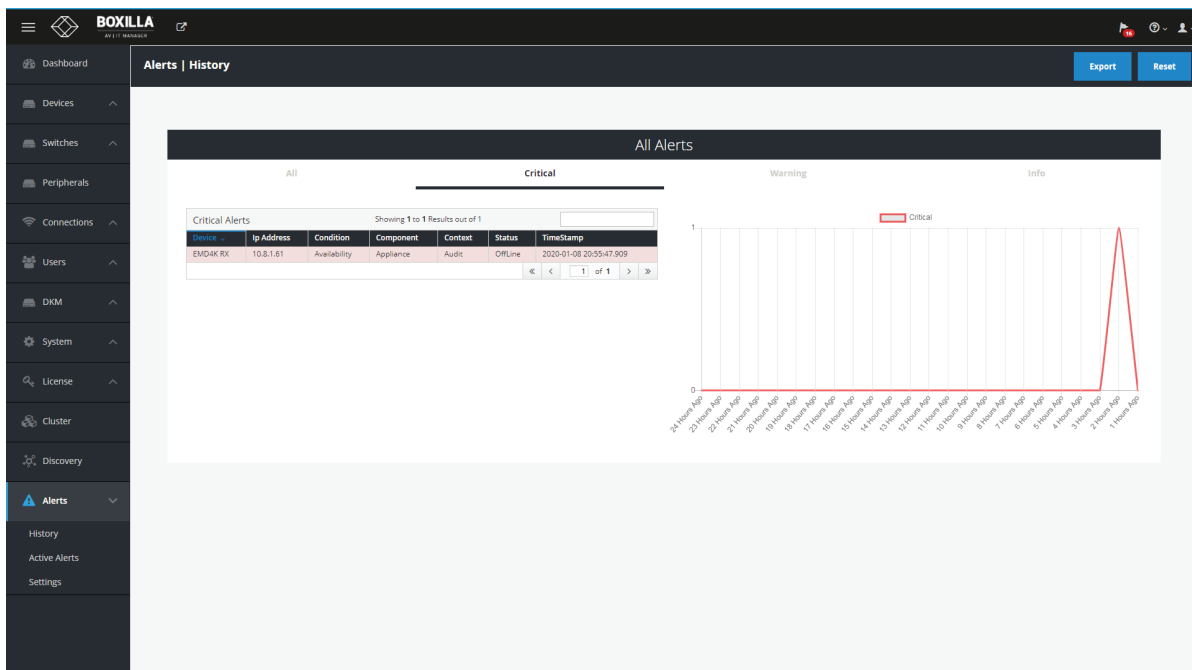 BOXILLA
AV | IT MANAGER
16
Dashboard
Alerts | History
Export
Reset
Devices
Switches
Peripherals
Connections
Users
DKM
System
License
Cluster
Discovery
Alerts
History
Active Alerts
Settings
All Alerts
All
Critical
Warning
Info
Critical Alerts
Showing 1 to 1 Results out of 1
Device Ip Address Condition Component Context Status TimeStamp
EMD4K RX 10.8.1.61 Availability Appliance Audit OffLine 2020-01-08 20:55:47.909
« < 1 of 1 > »
Critical
1
0
24 Hours Ago
23 Hours Ago
22 Hours Ago
21 Hours Ago
20 Hours Ago
19 Hours Ago
18 Hours Ago
17 Hours Ago
16 Hours Ago
15 Hours Ago
14 Hours Ago
13 Hours Ago
12 Hours Ago
11 Hours Ago
10 Hours Ago
9 Hours Ago
8 Hours Ago
7 Hours Ago
6 Hours Ago
5 Hours Ago
4 Hours Ago
3 Hours Ago
2 Hours Ago
1 Hours Ago